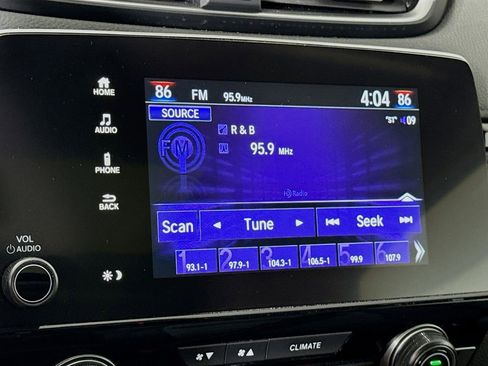 HOME
AUDIO
PHONE
BACK
VOL
AUDIO
86 FM 95.9MHz 4:04 86
SOURCE "ST" 09
FM R & B
95.9 MHz
HD Radio
Scan Tune Seek
1 93.1-1 2 97.9-1 3 104.3-1 4 106.5-1 5 99.9 6 107.9
CLIMATE